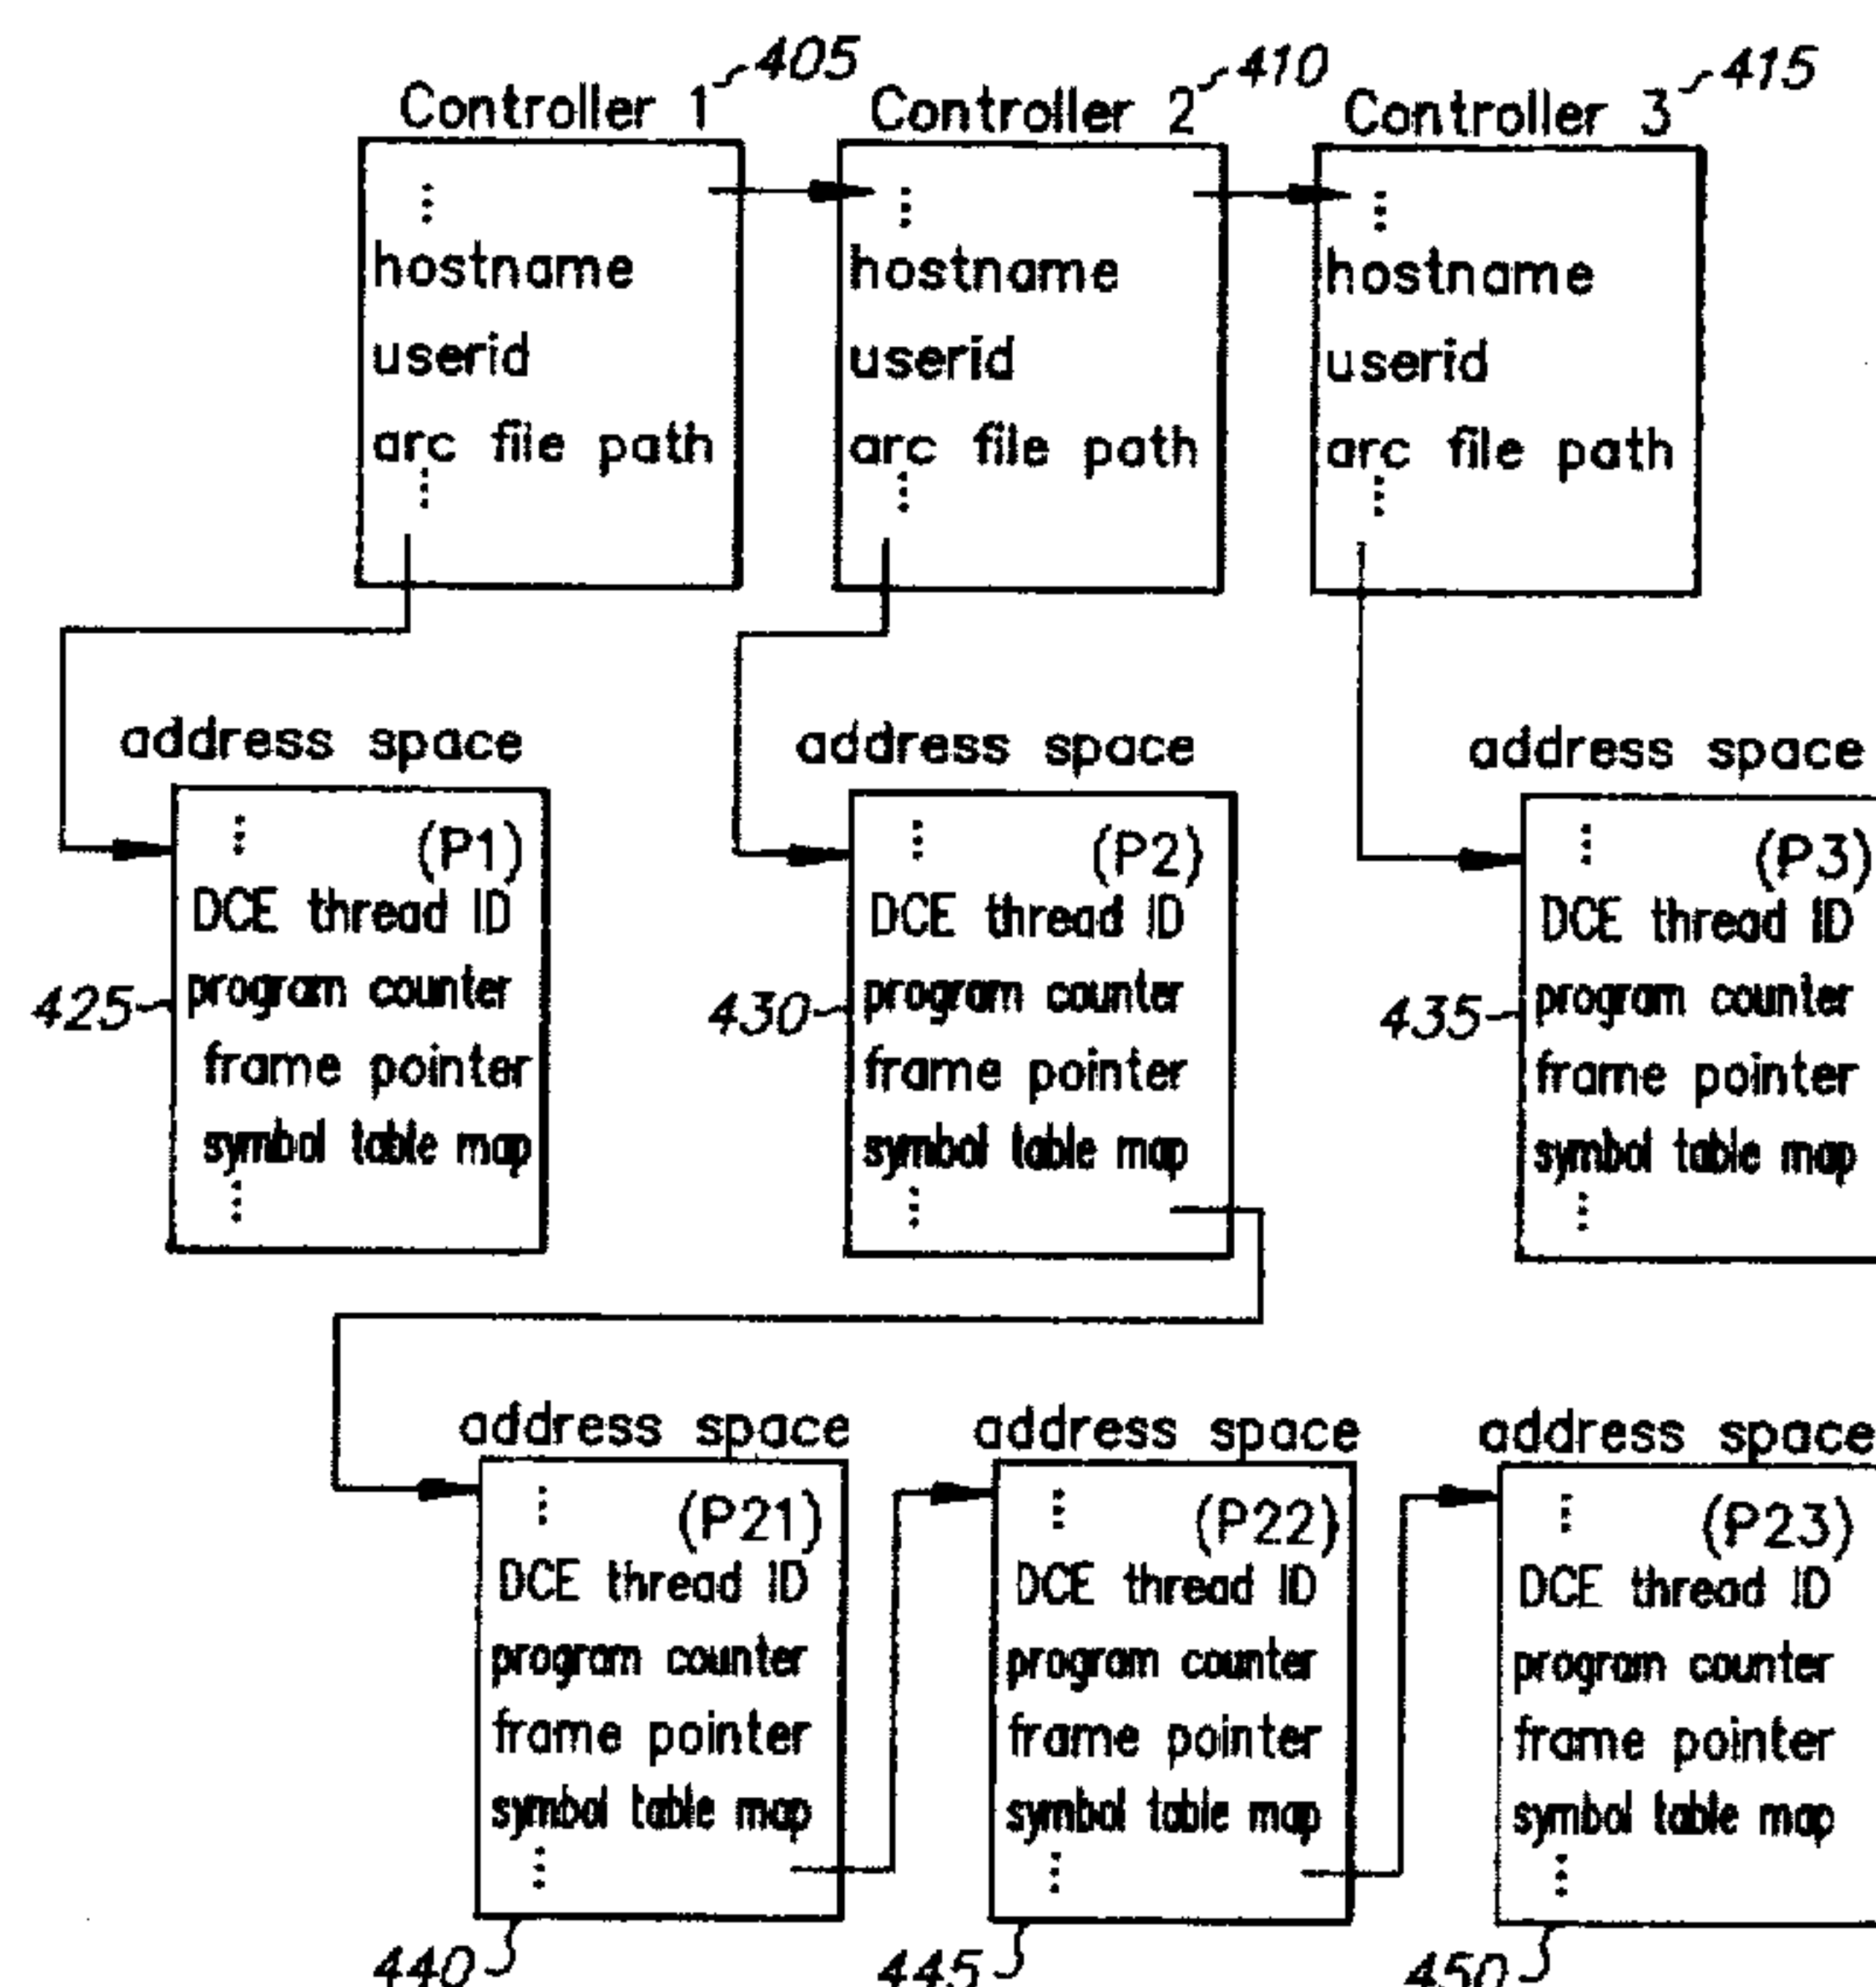 405
410
415
Controller 1
Controller 2
Controller 3
⋮
hostname
userid
arc file path
⋮
⋮
hostname
userid
arc file path
⋮
⋮
hostname
userid
arc file path
⋮
address space
(P1)
⋮
DCE thread ID
program counter
frame pointer
symbol table map
⋮
425
address space
(P2)
⋮
DCE thread ID
program counter
frame pointer
symbol table map
⋮
430
address space
(P3)
⋮
DCE thread ID
program counter
frame pointer
symbol table map
⋮
435
address space
(P21)
⋮
DCE thread ID
program counter
frame pointer
symbol table map
⋮
440
address space
(P22)
⋮
DCE thread ID
program counter
frame pointer
symbol table map
⋮
445
address space
(P23)
⋮
DCE thread ID
program counter
frame pointer
symbol table map
⋮
450